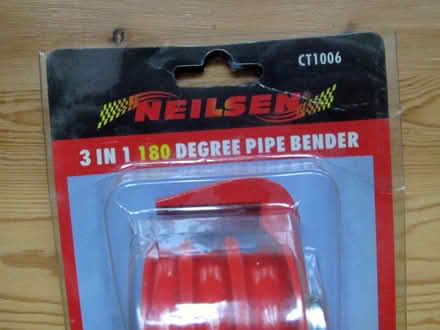 CT1006
NEILSEN
3 IN 1 180 DEGREE PIPE BENDER